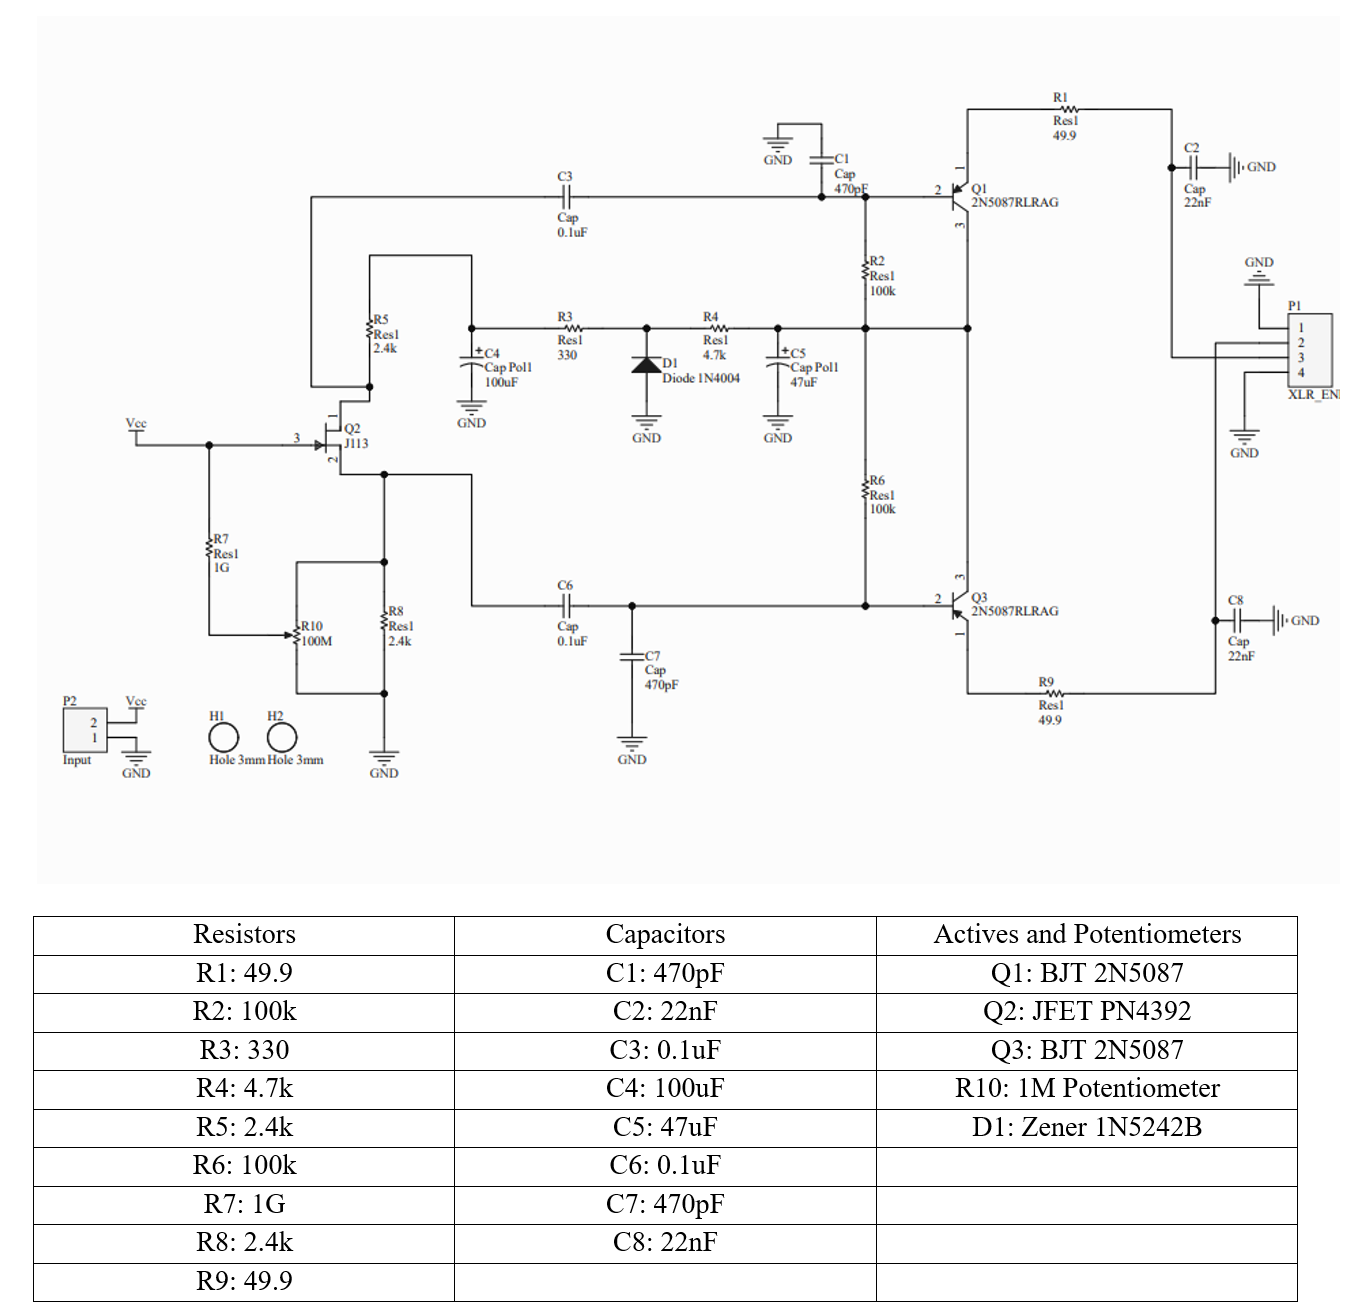 R1
Res1
49.9
GND
C1
Cap
470pF
C2
GND
Cap
22nF
C3
Cap
0.1uF
1
2
Q1
2N5087RLRAG
3
R2
Res1
100k
GND
P1
1
2
3
4
XLR_EN
GND
R5
Res1
2.4k
R3
Res1
330
R4
Res1
4.7k
+
C4
Cap Pol1
100uF
GND
D1
Diode 1N4004
GND
+
C5
Cap Pol1
47uF
GND
Vcc
3
1
Q2
J113
2
R6
Res1
100k
R7
Res1
1G
R10
100M
R8
Res1
2.4k
C6
Cap
0.1uF
C7
Cap
470pF
GND
3
2
Q3
2N5087RLRAG
1
C8
GND
Cap
22nF
R9
Res1
49.9
P2
Vcc
2
1
Input
GND
H1
H2
Hole 3mm
Hole 3mm
GND
Resistors Capacitors Actives and Potentiometers
R1: 49.9 C1: 470pF Q1: BJT 2N5087
R2: 100k C2: 22nF Q2: JFET PN4392
R3: 330 C3: 0.1uF Q3: BJT 2N5087
R4: 4.7k C4: 100uF R10: 1M Potentiometer
R5: 2.4k C5: 47uF D1: Zener 1N5242B
R6: 100k C6: 0.1uF
R7: 1G C7: 470pF
R8: 2.4k C8: 22nF
R9: 49.9